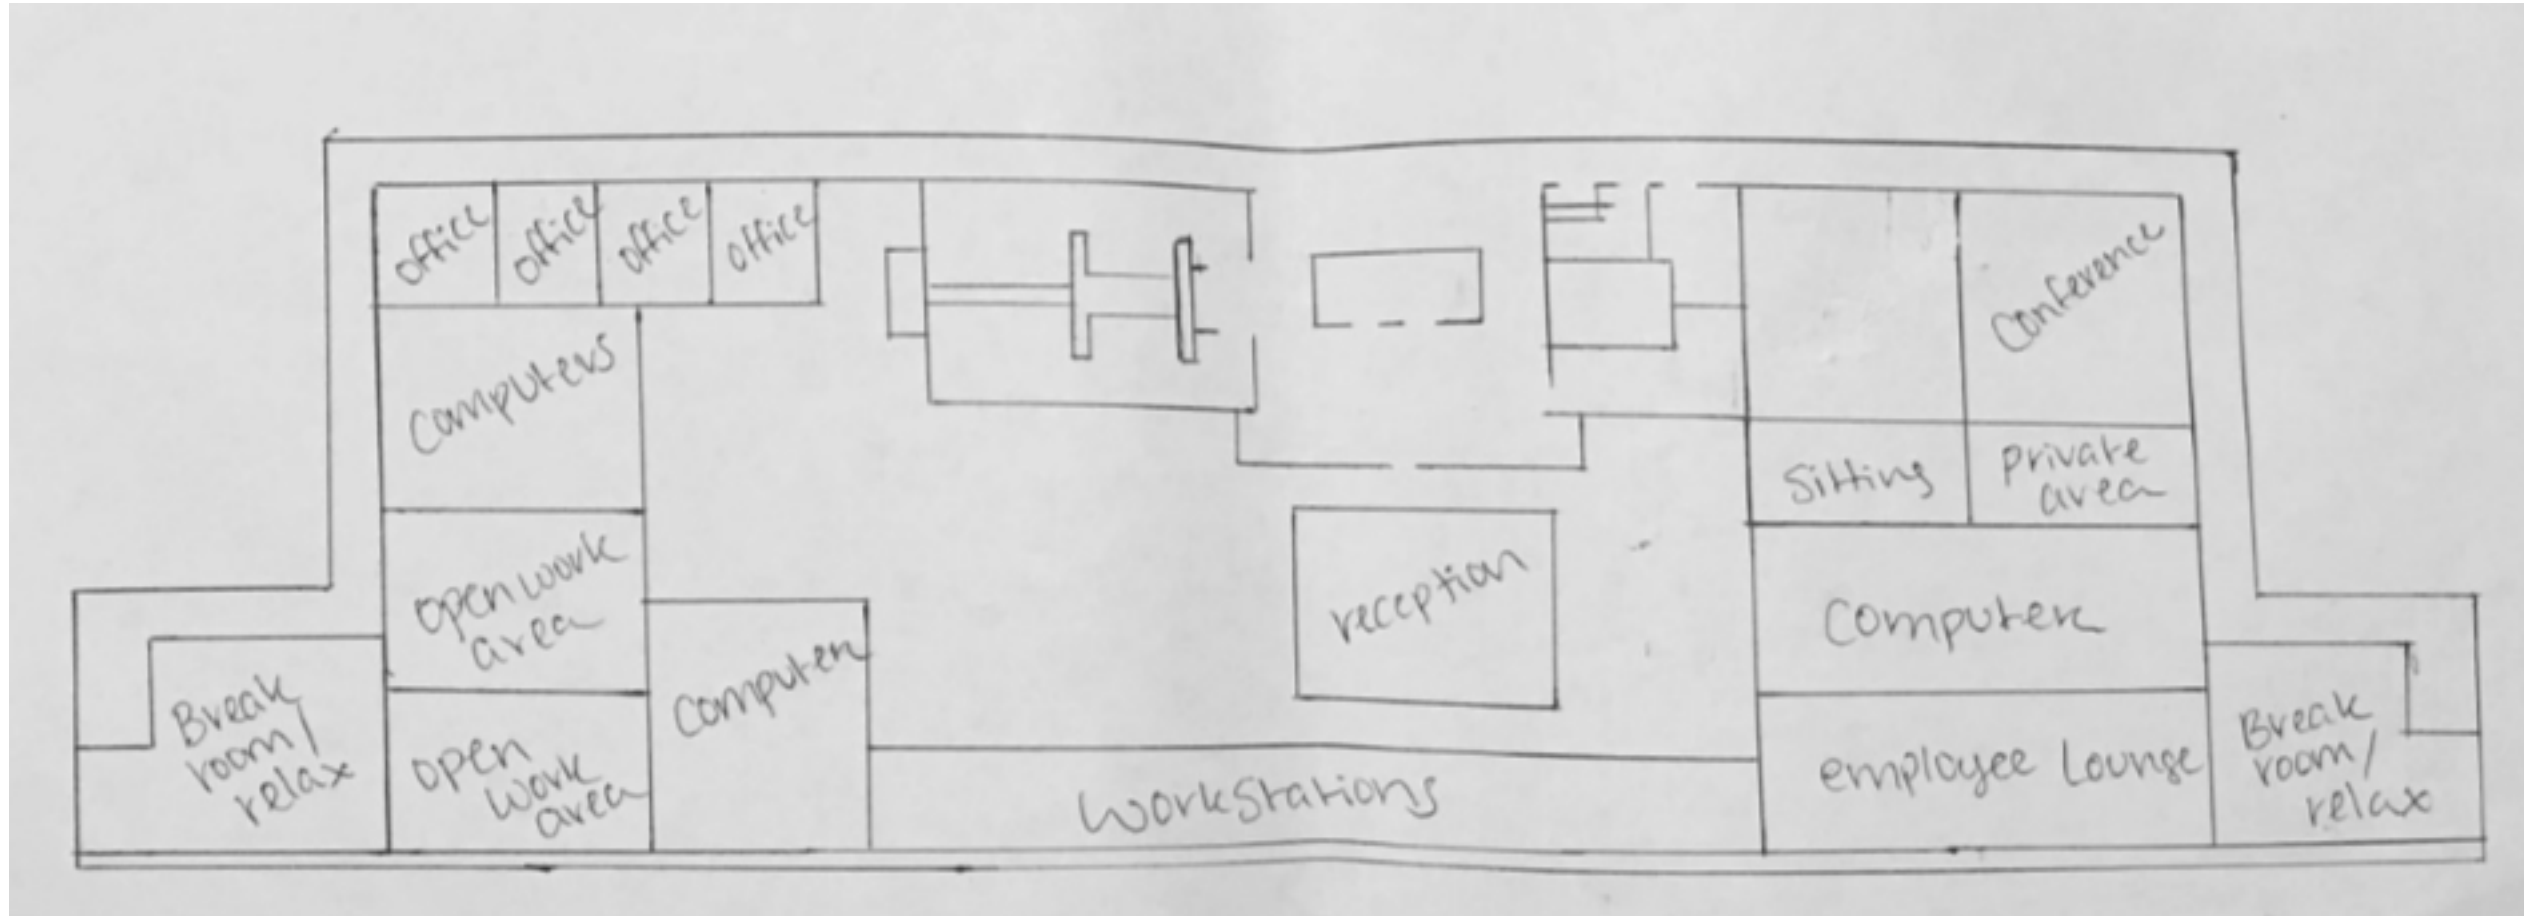 office
office
office
office
Computers
open work
area
open
work
area
Break
room/
relax
Computer
reception
workstations
Conference
Sitting
private
area
Computer
employee Lounge
Break
room/
relax